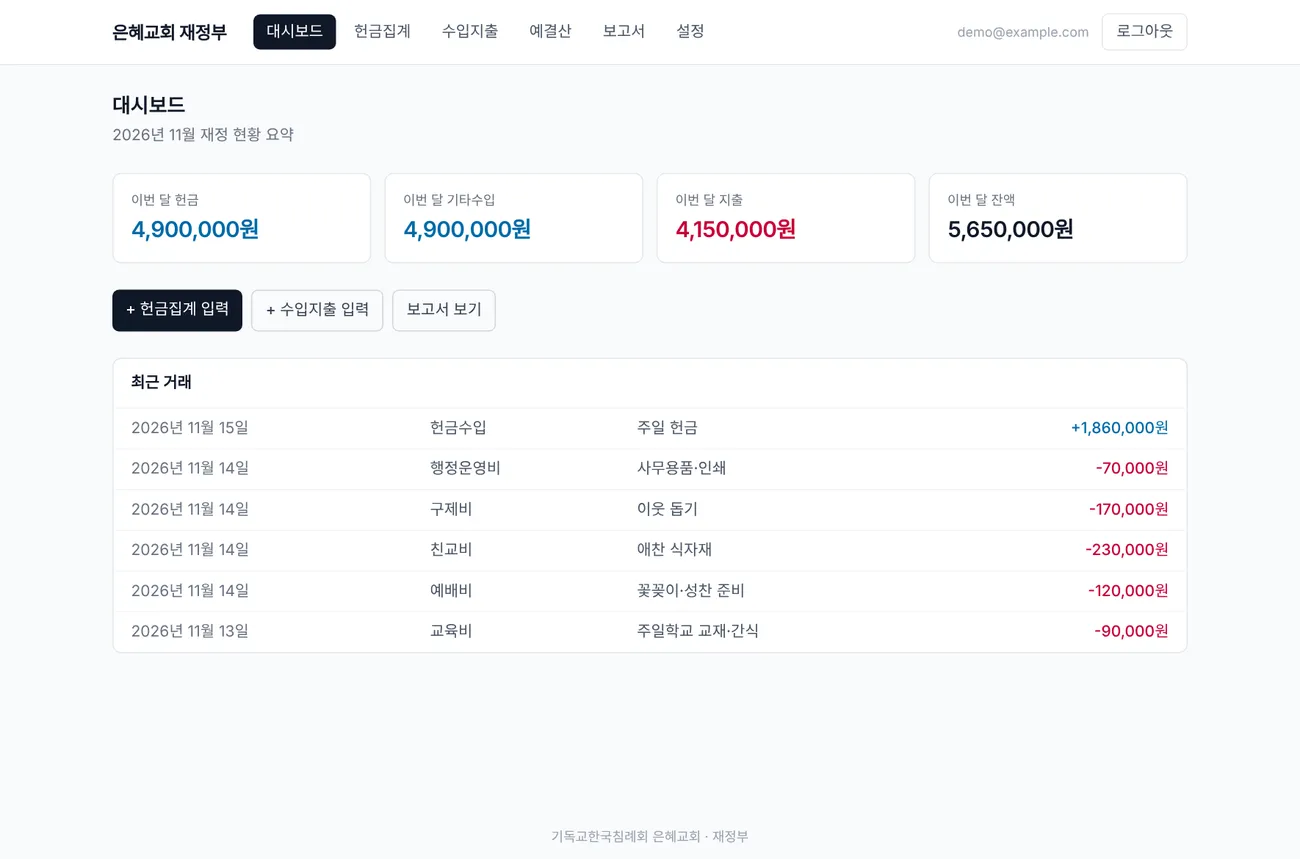 은혜교회 재정부 대시보드 헌금집계 수입지출 예결산 보고서 설정 demo@example.com 로그아웃
대시보드
2026년 11월 재정 현황 요약
이번 달 헌금 이번 달 기타수입 이번 달 지출 이번 달 잔액
4,900,000원 4,900,000원 4,150,000원 5,650,000원
+ 헌금집계 입력 + 수입지출 입력 보고서 보기
최근 거래
2026년 11월 15일 헌금수입 주일 헌금 +1,860,000원
2026년 11월 14일 행정운영비 사무용품·인쇄 -70,000원
2026년 11월 14일 구제비 이웃 돕기 -170,000원
2026년 11월 14일 친교비 애찬 식자재 -230,000원
2026년 11월 14일 예배비 꽃꽂이·성찬 준비 -120,000원
2026년 11월 13일 교육비 주일학교 교재·간식 -90,000원
기독교한국침례회 은혜교회 · 재정부